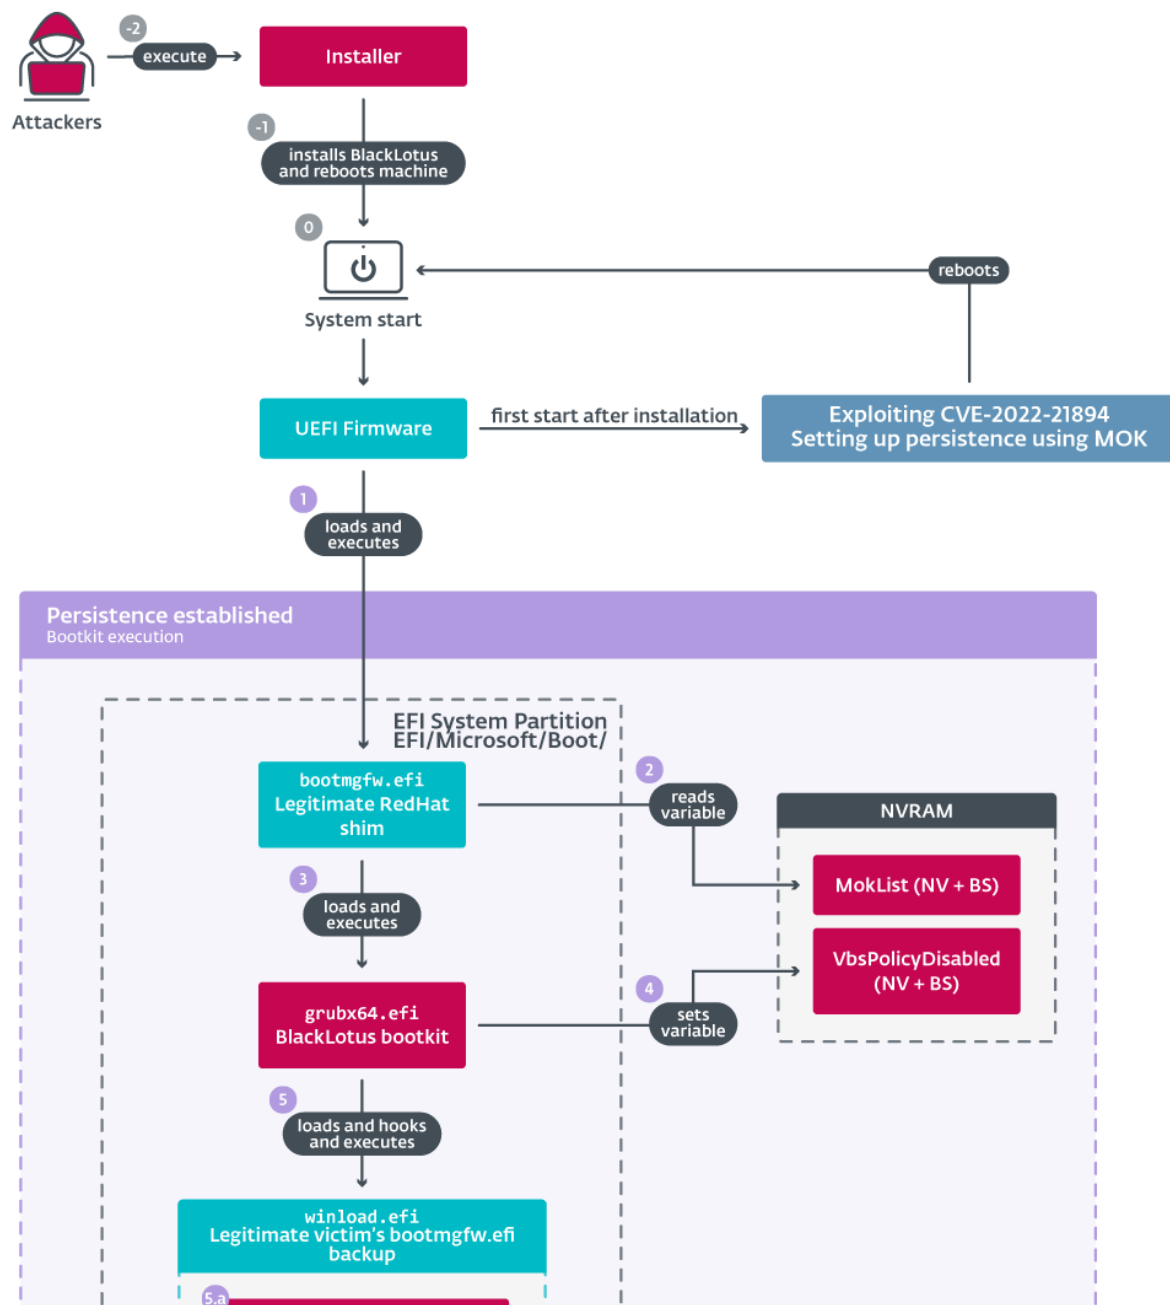 -2
execute
Installer
Attackers
-1
installs BlackLotus
and reboots machine
0
reboots
System start
UEFI Firmware
first start after installation
Exploiting CVE-2022-21894
Setting up persistence using MOK
1
loads and
executes
Persistence established
Bootkit execution
EFI System Partition
EFI/Microsoft/Boot/
bootmgfw.efi
Legitimate RedHat
shim
2
reads
variable
NVRAM
MokList (NV + BS)
3
loads and
executes
VbsPolicyDisabled
(NV + BS)
4
sets
variable
grubx64.efi
BlackLotus bootkit
5
loads and hooks
and executes
winload.efi
Legitimate victim's bootmgfw.efi
backup
5.a